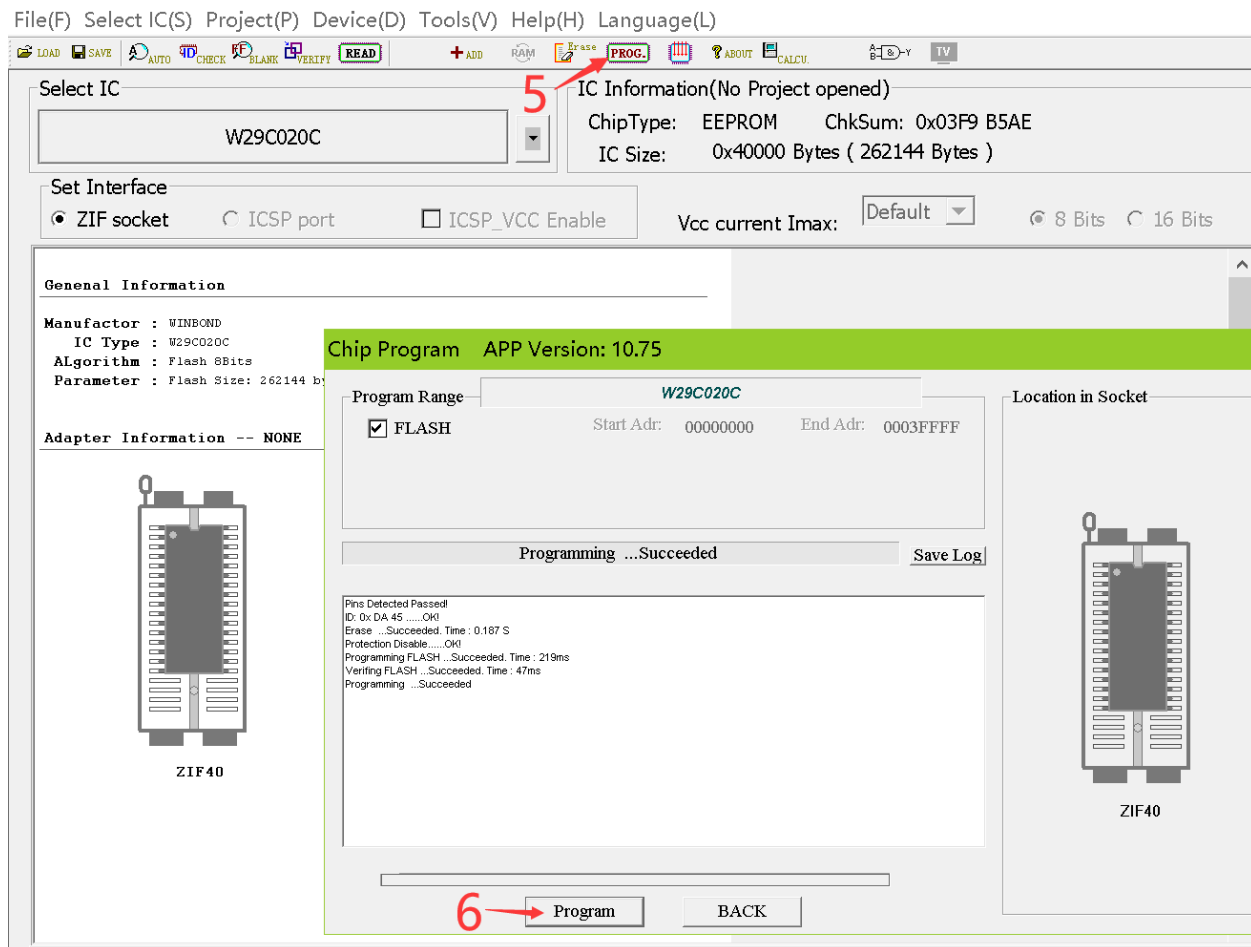 File(F) Select IC(S) Project(P) Device(D) Tools(V) Help(H) Language(L)
LOAD SAVE AUTO CHECK BLANK VERIFY READ ADD RAM Erase PROG. ABOUT CALCU. A B & Y TV
5
Select IC
W29C020C
IC Information(No Project opened)
ChipType: EEPROM ChkSum: 0x03F9 B5AE
IC Size: 0x40000 Bytes ( 262144 Bytes )
Set Interface
ZIF socket ICSP port ICSP_VCC Enable
Vcc current Imax: Default 8 Bits 16 Bits
Genenal Information
Manufactor : WINBOND
IC Type : W29C020C
ALgorithm : Flash 8Bits
Parameter : Flash Size: 262144 by
Adapter Information -- NONE
ZIF40
Chip Program APP Version: 10.75
Program Range W29C020C
FLASH Start Adr: 00000000 End Adr: 0003FFFF
Programming ...Succeeded Save Log
Pins Detected Passed!
ID: 0x DA 45 ......OK!
Erase ...Succeeded. Time : 0.187 S
Protection Disable......OK!
Programming FLASH ...Succeeded. Time : 219ms
Verifing FLASH ...Succeeded. Time : 47ms
Programming ...Succeeded
Location in Socket
ZIF40
6 Program BACK